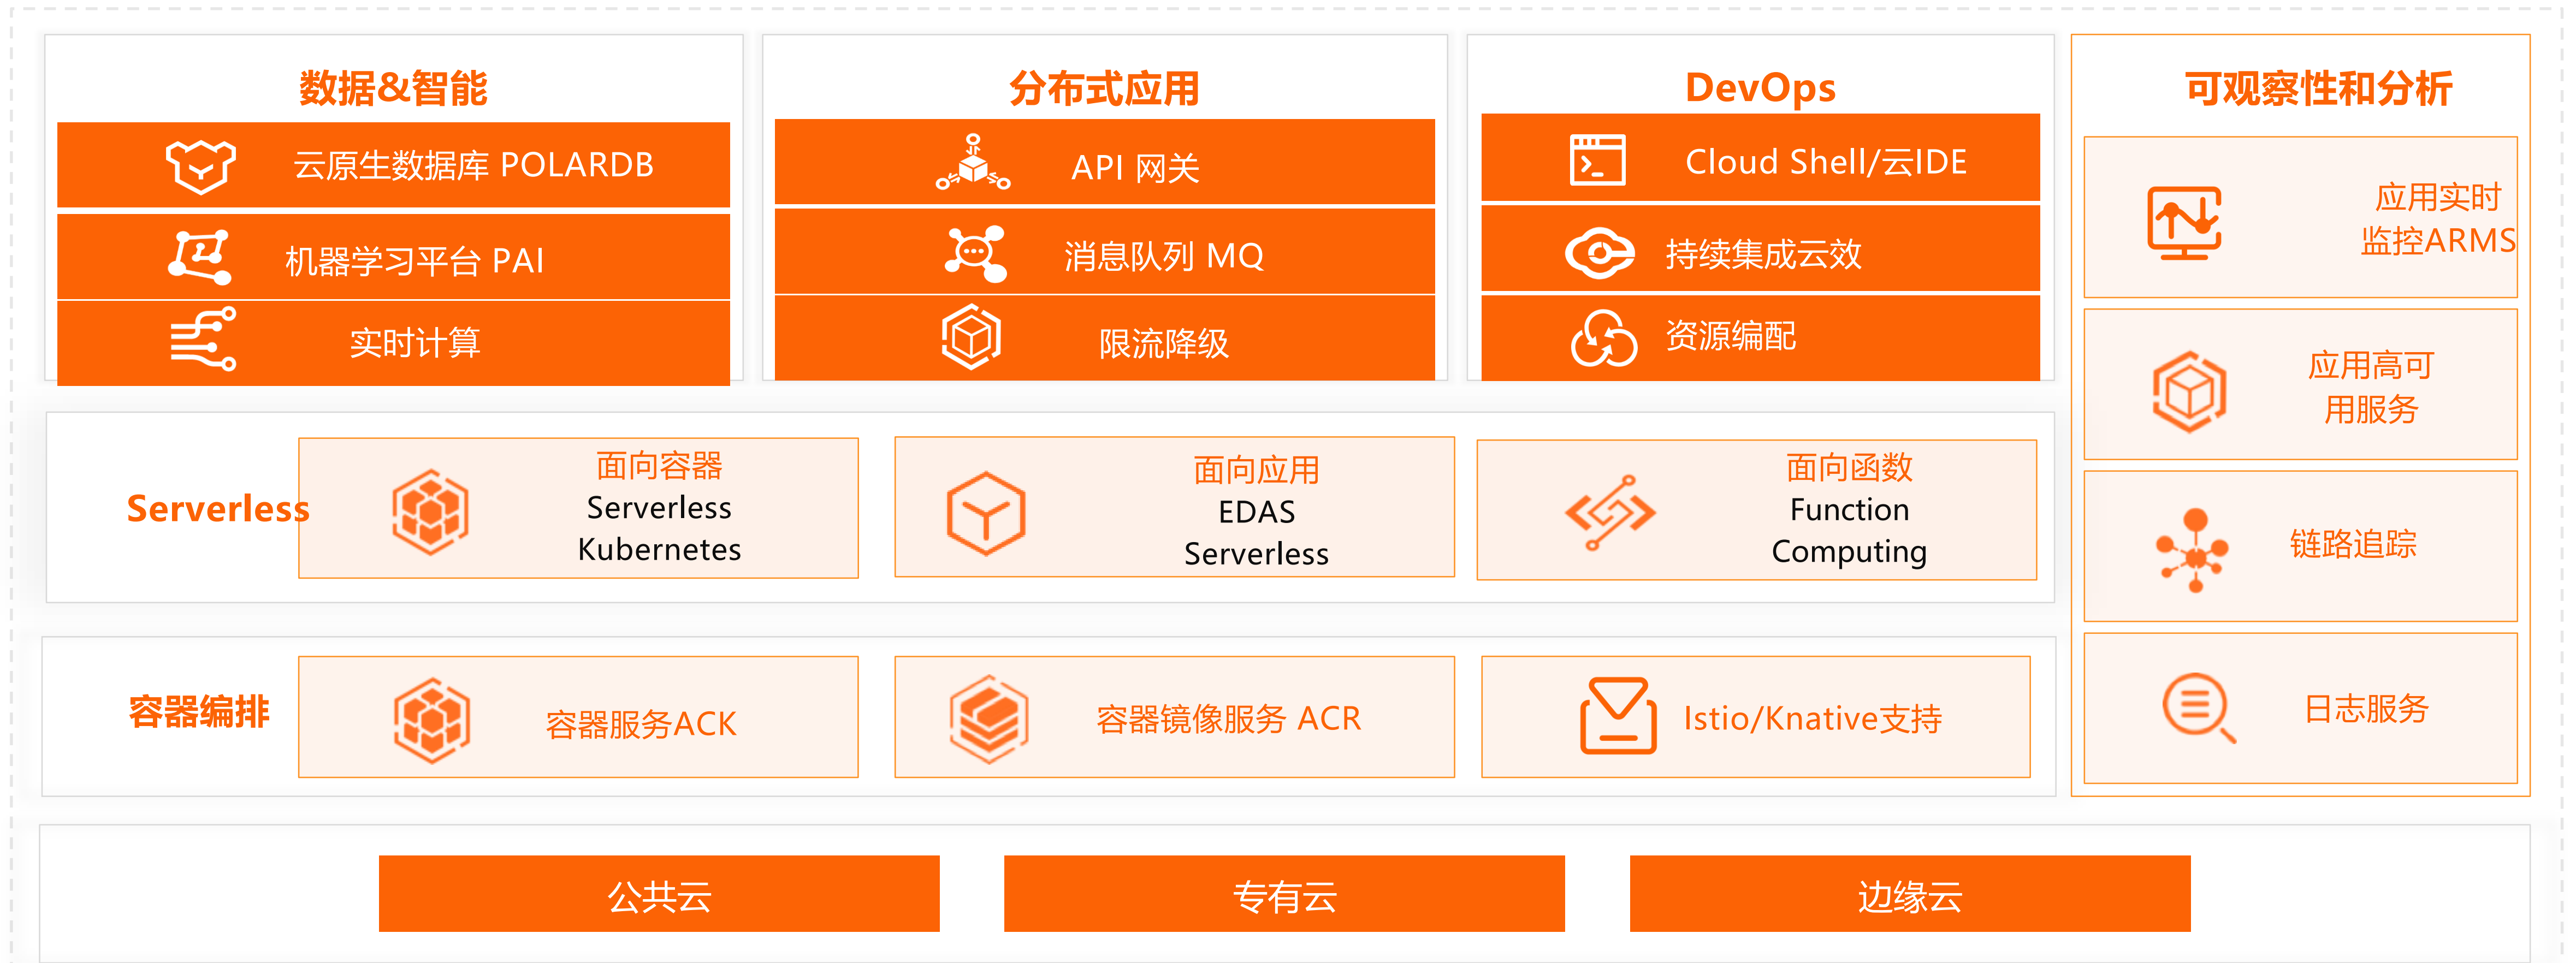 数据&智能
云原生数据库 POLARDB
机器学习平台 PAI
实时计算
分布式应用
API 网关
消息队列 MQ
限流降级
DevOps
Cloud Shell/云IDE
持续集成云效
资源编配
可观察性和分析
应用实时
监控ARMS
应用高可
用服务
链路追踪
日志服务
Serverless
面向容器
Serverless
Kubernetes
面向应用
EDAS
Serverless
面向函数
Function
Computing
容器编排
容器服务ACK
容器镜像服务 ACR
Istio/Knative支持
公共云
专有云
边缘云